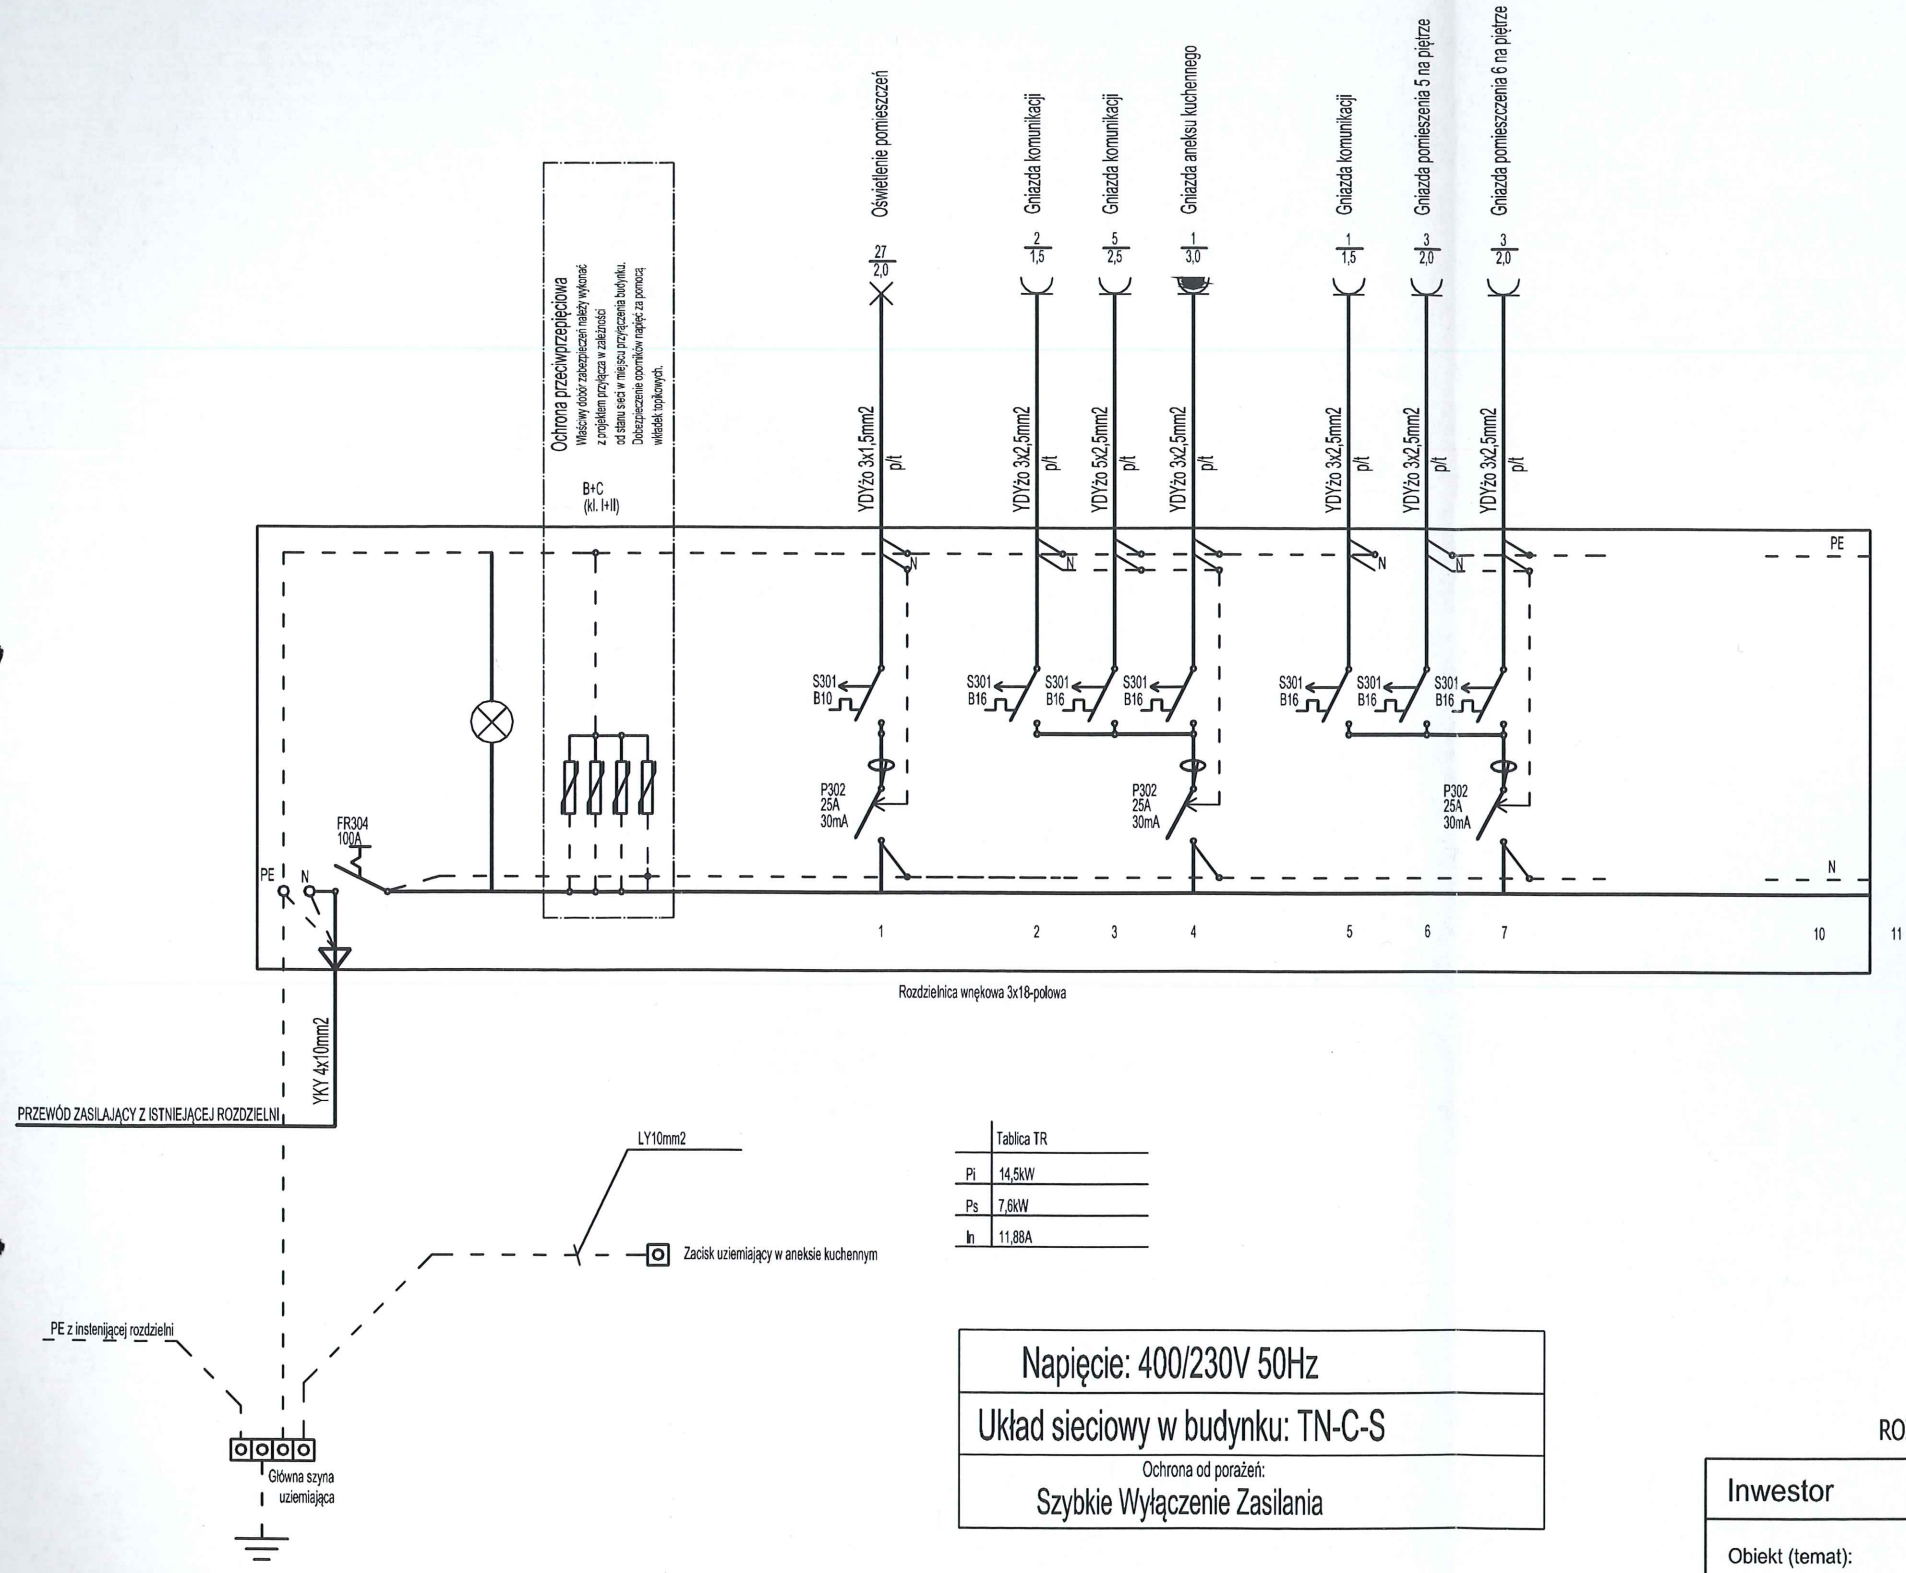 Oświetlenie pomieszczeń
Gniazda komunikacji
Gniazda komunikacji
Gniazda aneksu kuchennego
Gniazda komunikacji
Gniazda pomieszenia 5 na piętrze
Gniazda pomieszczenia 6 na piętrze
27
2,0
2
1,5
5
2,5
1
3,0
1
1,5
3
2,0
3
2,0
Ochrona przeciwprzepięciowa
Właściwy dobór zabezpieczeń należy wykonać
z projektem przyłącza w zależności
od stanu sieci w miejscu przyłączenia budynku.
Dobezpieczenie oporników napięć za pomocą
wkładek topikowych.
B+C
(kl. I+II)
YDYżo 3x1,5mm2
p/t
YDYżo 3x2,5mm2
p/t
YDYżo 5x2,5mm2
p/t
YDYżo 3x2,5mm2
p/t
YDYżo 3x2,5mm2
p/t
YDYżo 3x2,5mm2
p/t
YDYżo 3x2,5mm2
p/t
PE
N
N
N
N
S301
B10
S301
B16
S301
B16
S301
B16
S301
B16
S301
B16
S301
B16
P302
25A
30mA
P302
25A
30mA
P302
25A
30mA
FR304
100A
PE
N
N
1
2
3
4
5
6
7
10
11
Rozdzielnica wnękowa 3x18-polowa
YKY 4x10mm2
PRZEWÓD ZASILAJĄCY Z ISTNIEJĄCEJ ROZDZIELNI
LY10mm2
Zacisk uziemiający w aneksie kuchennym
PE z instenijącej rozdzielni
Główna szyna
uziemiająca
Tablica TR
Pi 14,5kW
Ps 7,6kW
In 11,88A
Napięcie: 400/230V 50Hz
Układ sieciowy w budynku: TN-C-S
Ochrona od porażeń:
Szybkie Wyłączenie Zasilania
RO
Inwestor
Obiekt (temat):